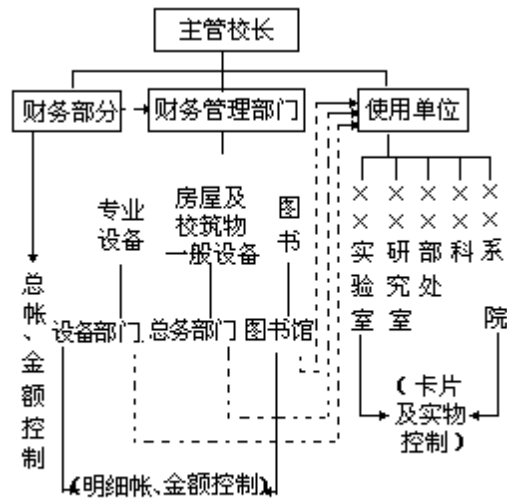 主管校长
财务部分
财务管理部门
使用单位
专业
设备
房屋及
校筑物
一般设备
图
书
××实验室
××研究室
××部处
××科
××系
院
总帐、金额控制
设备部门
总务部门
图书馆
(卡片
及实物
控制)
(明细帐、金额控制)